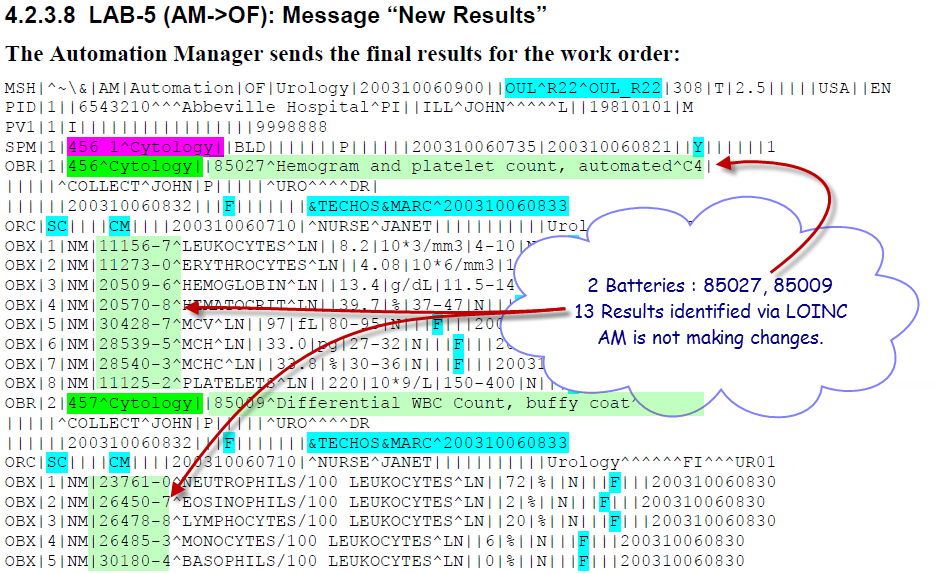 4.2.3.8 LAB-5 (AM->OF): Message “New Results”
The Automation Manager sends the final results for the work order:
MSH|^~\&|AM|Automation|OF|Urology|200310060900||OUL^R22^OUL_R22|308|T|2.5|||||USA||EN
PID|1||6543210^^^Abbeville Hospital^PI||ILL^JOHN^^^^^L||19810101|M
PV1|1|I|||||||||||||||||9998888
SPM|1|456 1^Cytology||BLD|||||||P||||||200310060735|200310060821||Y||||||1
OBR|1|456^Cytology||85027^Hemogram and platelet count, automated^C4|
|||||^COLLECT^JOHN|P|||||^URO^^^^DR|
||||||200310060832|||F|||||||&TECHOS&MARC^200310060833
ORC|SC||||CM||||200310060710|^NURSE^JANET|||||||||||Urol
OBX|1|NM|11156-7^LEUKOCYTES^LN||8.2|10*3/mm3|4-10|
OBX|2|NM|11273-0^ERYTHROCYTES^LN||4.08|10*6/mm3|
OBX|3|NM|20509-6^HEMOGLOBIN^LN||13.4|g/dL|11.5-14
OBX|4|NM|20570-8^HEMATOCRIT^LN||39.7|%|37-47|N||
OBX|5|NM|30428-7^MCV^LN||97|fL|80-95|N|||F|||200
OBX|6|NM|28539-5^MCH^LN||33.0|pg|27-32|N|||F|||2
OBX|7|NM|28540-3^MCHC^LN||33.8|%|30-36|N|||F|||2003
OBX|8|NM|11125-2^PLATELETS^LN||220|10*9/L|150-400|N||
2 Batteries : 85027, 85009
13 Results identified via LOINC
AM is not making changes.
OBR|2|457^Cytology||85009^Differential WBC Count, buffy coat^
|||||^COLLECT^JOHN|P|||||^URO^^^^DR
||||||200310060832|||F|||||||&TECHOS&MARC^200310060833
ORC|SC||||CM||||200310060710|^NURSE^JANET|||||||||||Urology^^^^^^FI^^^UR01
OBX|1|NM|23761-0^NEUTROPHILS/100 LEUKOCYTES^LN||72|%||N|||F|||200310060830
OBX|2|NM|26450-7^EOSINOPHILS/100 LEUKOCYTES^LN||2|%||N|||F|||200310060830
OBX|3|NM|26478-8^LYMPHOCYTES/100 LEUKOCYTES^LN||20|%||N|||F|||200310060830
OBX|4|NM|26485-3^MONOCYTES/100 LEUKOCYTES^LN||6|%||N|||F|||200310060830
OBX|5|NM|30180-4^BASOPHILS/100 LEUKOCYTES^LN||0|%||N|||F|||200310060830